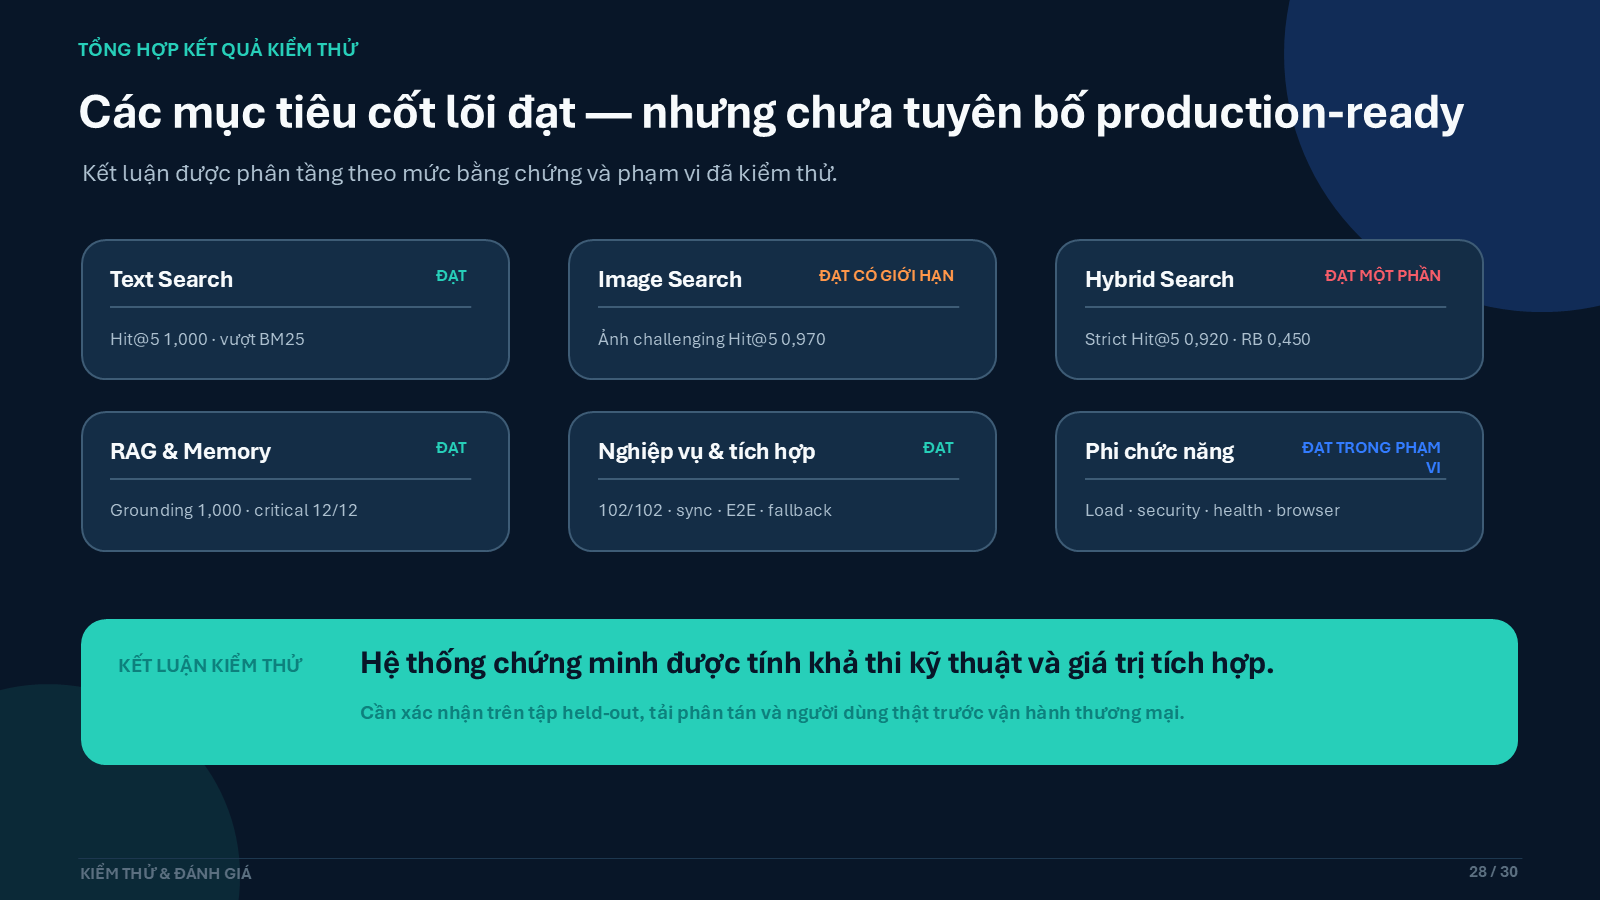 TỔNG HỢP KẾT QUẢ KIỂM THỬ
Các mục tiêu cốt lõi đạt — nhưng chưa tuyên bố production-ready
Kết luận được phân tầng theo mức bằng chứng và phạm vi đã kiểm thử.
Text Search
ĐẠT
Hit@5 1,000 · vượt BM25
Image Search
ĐẠT CÓ GIỚI HẠN
Ảnh challenging Hit@5 0,970
Hybrid Search
ĐẠT MỘT PHẦN
Strict Hit@5 0,920 · RB 0,450
RAG & Memory
ĐẠT
Grounding 1,000 · critical 12/12
Nghiệp vụ & tích hợp
ĐẠT
102/102 · sync · E2E · fallback
Phi chức năng
ĐẠT TRONG PHẠM
VI
Load · security · health · browser
KẾT LUẬN KIỂM THỬ
Hệ thống chứng minh được tính khả thi kỹ thuật và giá trị tích hợp.
Cần xác nhận trên tập held-out, tải phân tán và người dùng thật trước vận hành thương mại.
KIỂM THỬ & ĐÁNH GIÁ
28 / 30